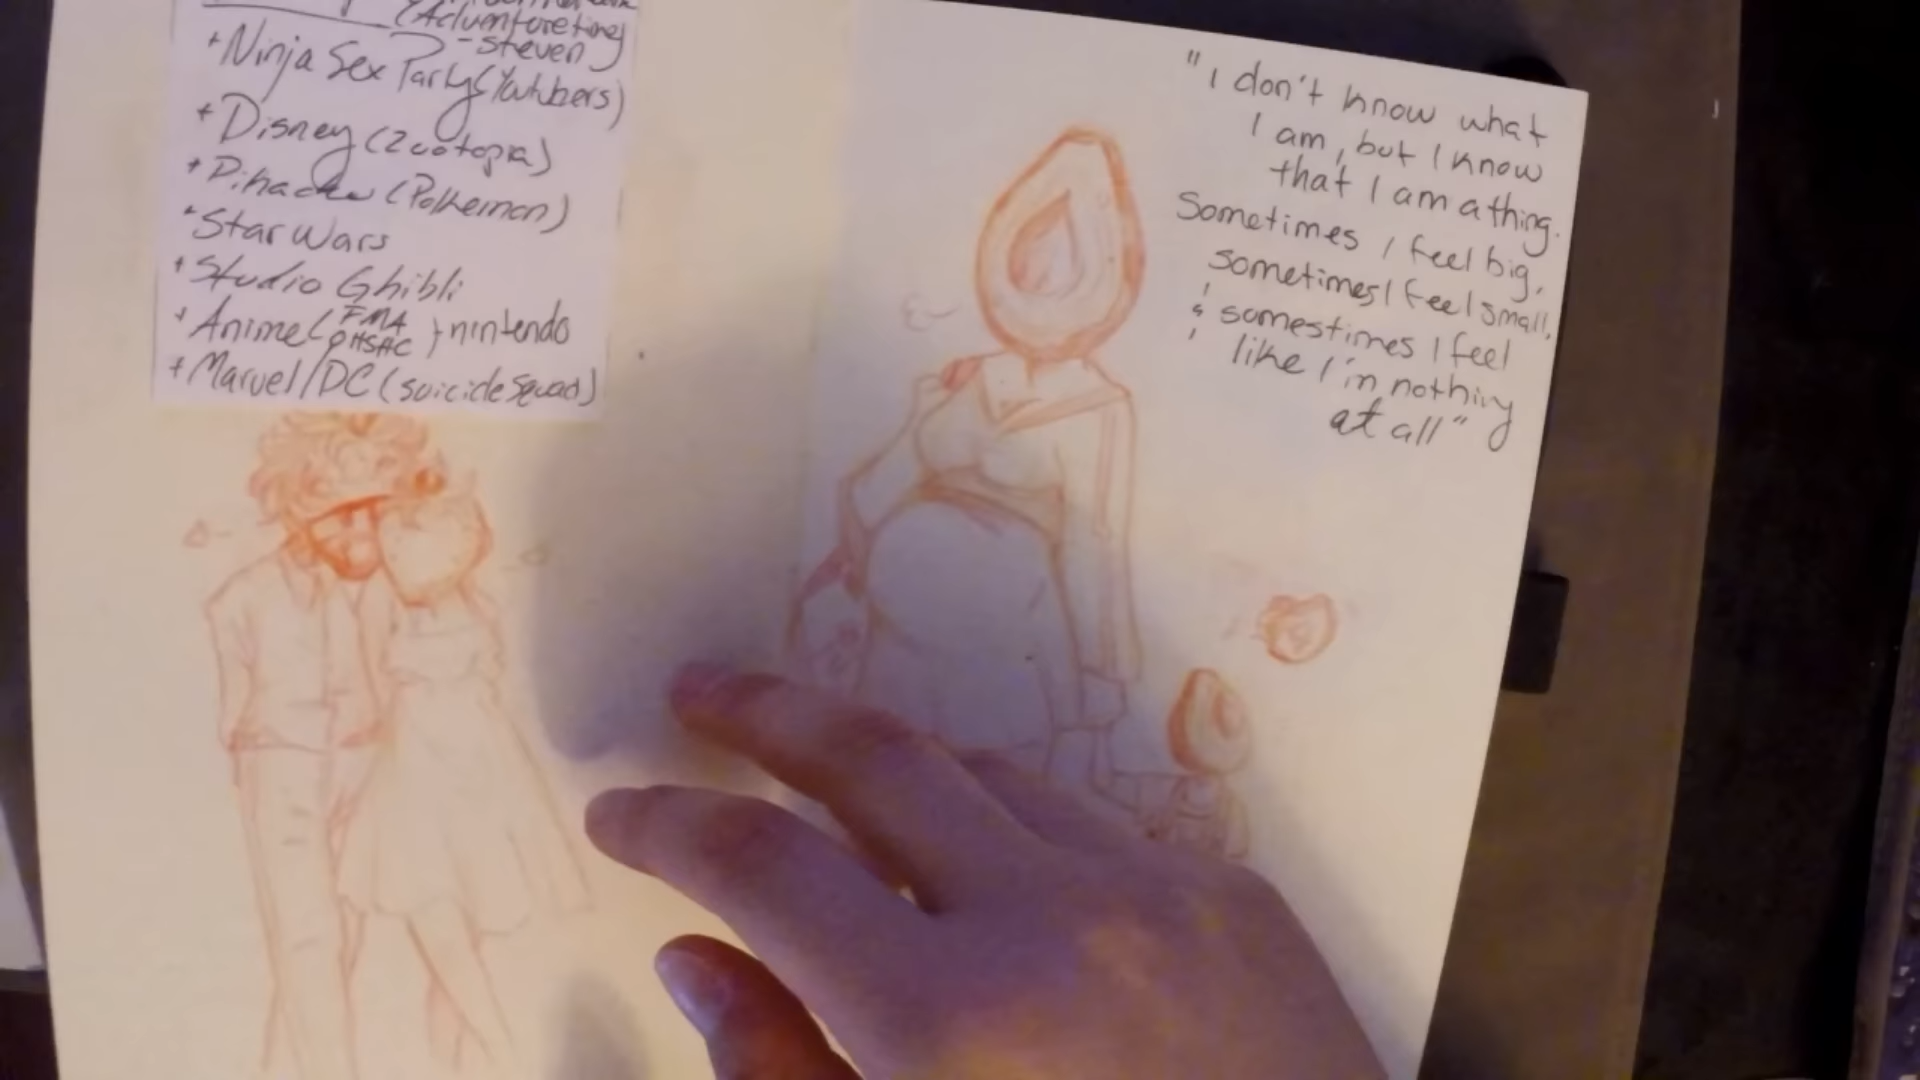 (Adventuretime)
-Steven
+Ninja Sex Party (Youtubers)
+Disney (Zootopia)
+Pikachu (Pokemon)
+Star Wars
+Studio Ghibli
+Anime (FMA OHSHC) + nintendo
+Marvel/DC (suicide Squad)
"I don't know what
I am, but I know
that I am a thing.
Sometimes I feel big,
sometimes I feel small,
& somestimes I feel
like I'm nothing
at all"